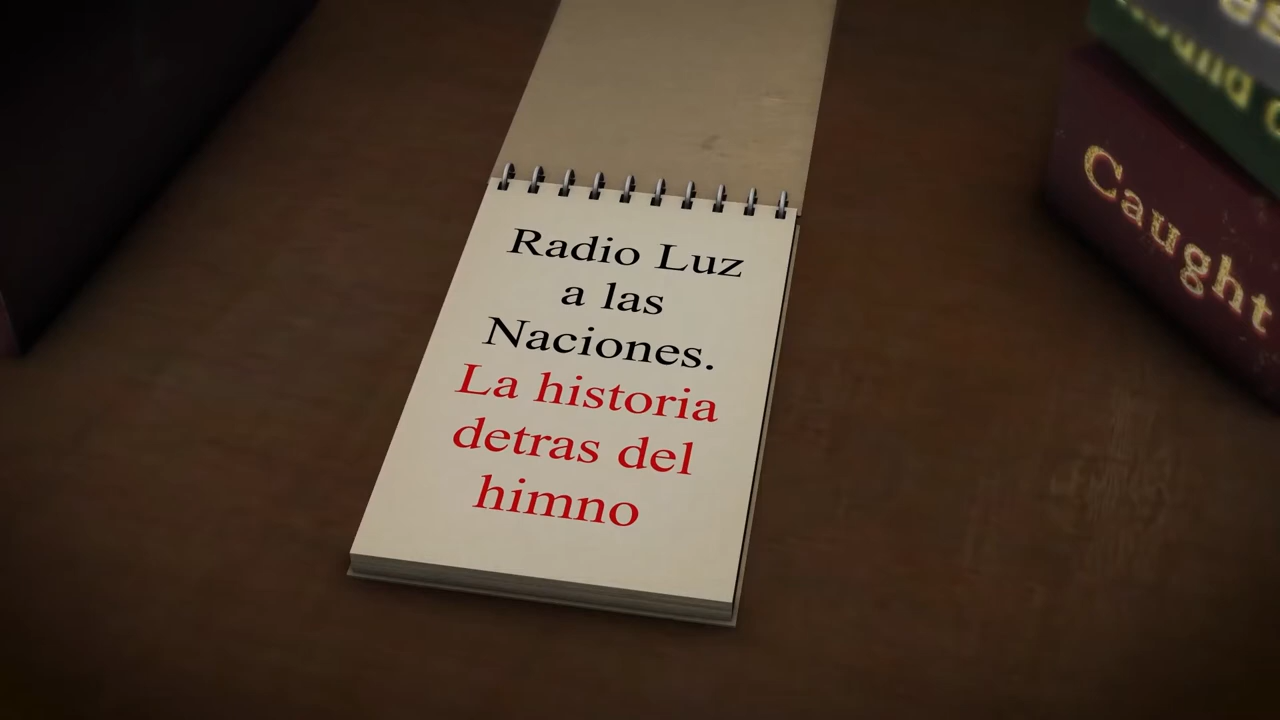 Radio Luz
a las
Naciones.
La historia
detras del
himno
Caught